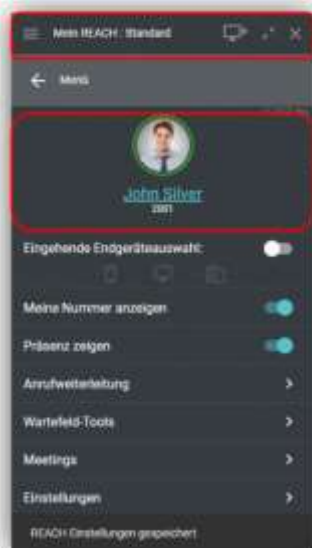 Mein REACH : Standard
Menü
John Silver
2001
Eingehende Endgeräteauswahl:
Meine Nummer anzeigen
Präsenz zeigen
Anrufweiterleitung
Wartefeld-Tools
Meetings
Einstellungen
REACH Einstellungen gespeichert